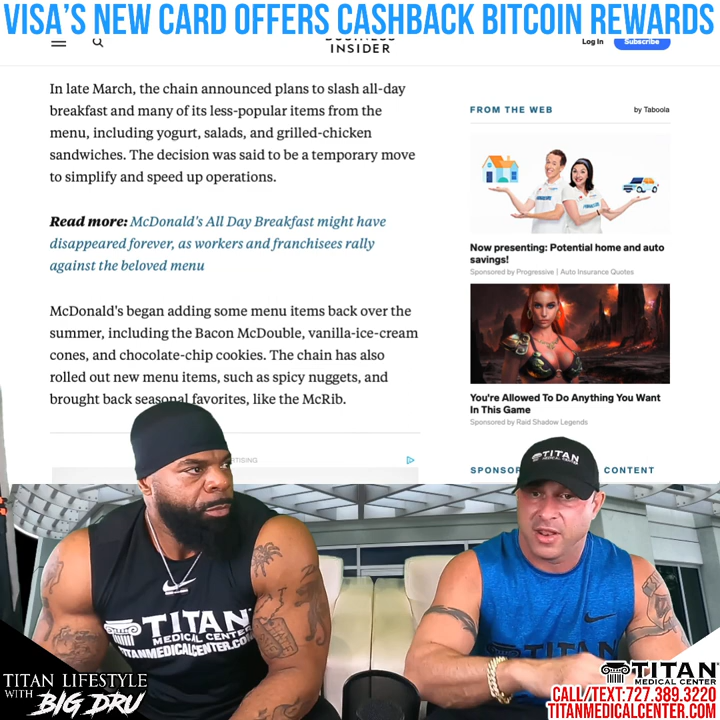 VISA'S NEW CARD OFFERS CASHBACK BITCOIN REWARDS
INSIDER
Log In
Subscribe
In late March, the chain announced plans to slash all-day
breakfast and many of its less-popular items from the
menu, including yogurt, salads, and grilled-chicken
sandwiches. The decision was said to be a temporary move
to simplify and speed up operations.
Read more: McDonald's All Day Breakfast might have
disappeared forever, as workers and franchisees rally
against the beloved menu
McDonald's began adding some menu items back over the
summer, including the Bacon McDouble, vanilla-ice-cream
cones, and chocolate-chip cookies. The chain has also
rolled out new menu items, such as spicy nuggets, and
brought back seasonal favorites, like the McRib.
FROM THE WEB
by Taboola
Now presenting: Potential home and auto
savings!
Sponsored by Progressive | Auto Insurance Quotes
You're Allowed To Do Anything You Want
In This Game
Sponsored by Raid Shadow Legends
SPONSOR
CONTENT
TITAN
MEDICAL CENTER
TITAN
MEDICAL CENTER
TITANMEDICALCENTER.CO
TITAN
TITAN LIFESTYLE
WITH BIG DRU
TITAN
MEDICAL CENTER
CALL/TEXT:727.389.3220
TITANMEDICALCENTER.COM